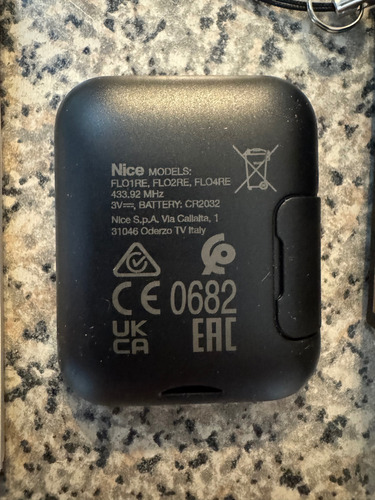 Nice MODELS:
FLO1RE, FLO2RE, FLO4RE
433,92 MHz
3V⎓, BATTERY: CR2032
Nice S.p.A. Via Callalta, 1
31046 Oderzo TV Italy
CE 0682
UK
CA
EAC